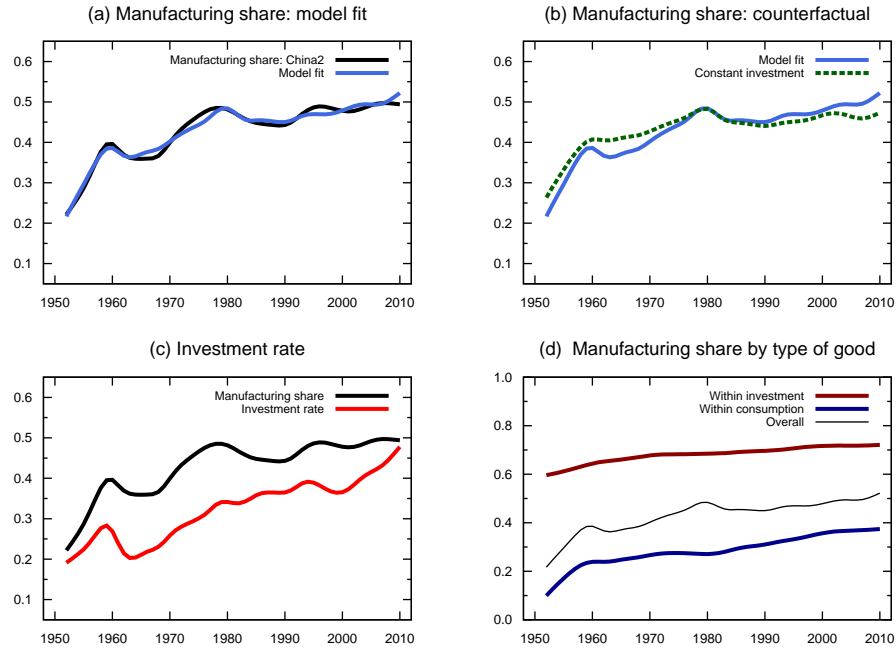 (a) Manufacturing share: model fit
Manufacturing share: China2
Model fit
0.6
0.5
0.4
0.3
0.2
0.1
1950 1960 1970 1980 1990 2000 2010
(b) Manufacturing share: counterfactual
Model fit
Constant investment
0.6
0.5
0.4
0.3
0.2
0.1
1950 1960 1970 1980 1990 2000 2010
(c) Investment rate
Manufacturing share
Investment rate
0.6
0.5
0.4
0.3
0.2
0.1
1950 1960 1970 1980 1990 2000 2010
(d) Manufacturing share by type of good
Within investment
Within consumption
Overall
1.0
0.8
0.6
0.4
0.2
0.0
1950 1960 1970 1980 1990 2000 2010